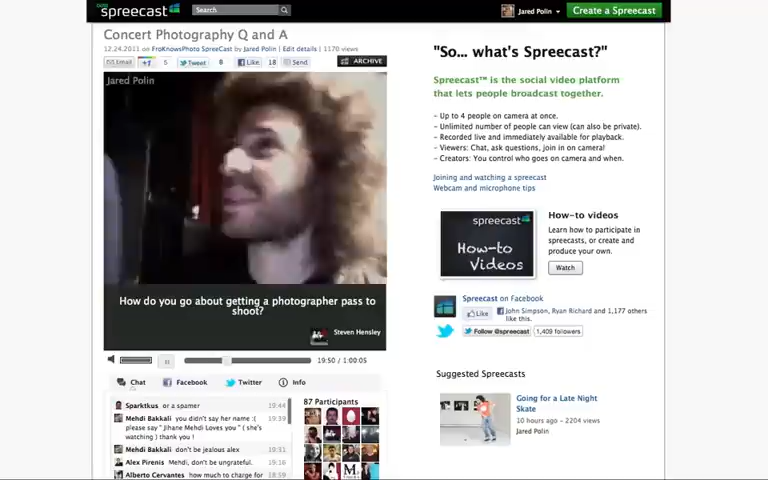 spreecast
Search
Jared Polin
Create a Spreecast
Concert Photography Q and A
12.24.2011 on FroKnowsPhoto SpreeCast by Jared Polin | Edit details | 1170 views
Email
+1
5
Tweet
8
Like
18
Send
ARCHIVE
Jared Polin
How do you go about getting a photographer pass to
shoot?
Steven Hensley
19:50 / 1:00:05
Chat
Facebook
Twitter
Info
Sparktkus or a spamer 19:44
Mehdi Bakkali you didn't say her name :( 19:39
please say " Jihane Mehdi Loves you " ( she's
watching ) thank you !
Mehdi Bakkali don't be jealous alex 19:31
Alex Pirenis Mehdi, don't be ungrateful. 19:16
Alberto Cervantes how much to charge for 18:59
87 Participants
"So... what's Spreecast?"
Spreecast™ is the social video platform
that lets people broadcast together.
- Up to 4 people on camera at once.
- Unlimited number of people can view (can also be private).
- Recorded live and immediately available for playback.
- Viewers: Chat, ask questions, join in on camera!
- Creators: You control who goes on camera and when.
Joining and watching a spreecast
Webcam and microphone tips
spreecast
How-to
Videos
How-to videos
Learn how to participate in
spreecasts, or create and
produce your own.
Watch
Spreecast on Facebook
Like
John Simpson, Ryan Richard and 1,177 others
like this.
Follow @spreecast
1,409 followers
Suggested Spreecasts
Going for a Late Night
Skate
10 hours ago - 2204 views
Jared Polin